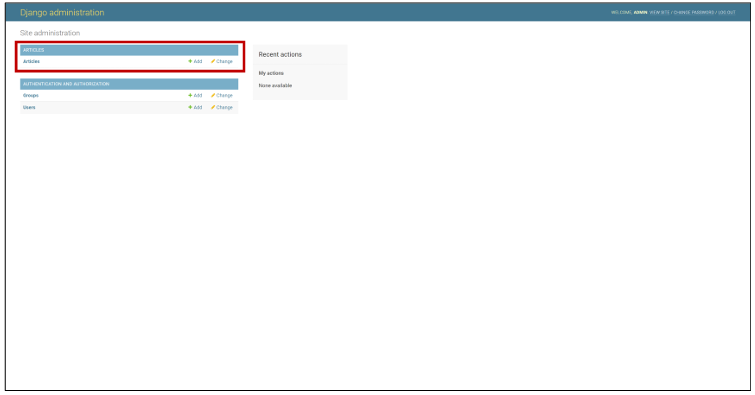 Django administration
WELCOME, ADMIN. VIEW SITE / CHANGE PASSWORD / LOG OUT
Site administration
ARTICLES
Articles + Add Change
AUTHENTICATION AND AUTHORIZATION
Groups + Add Change
Users + Add Change
Recent actions
My actions
None available